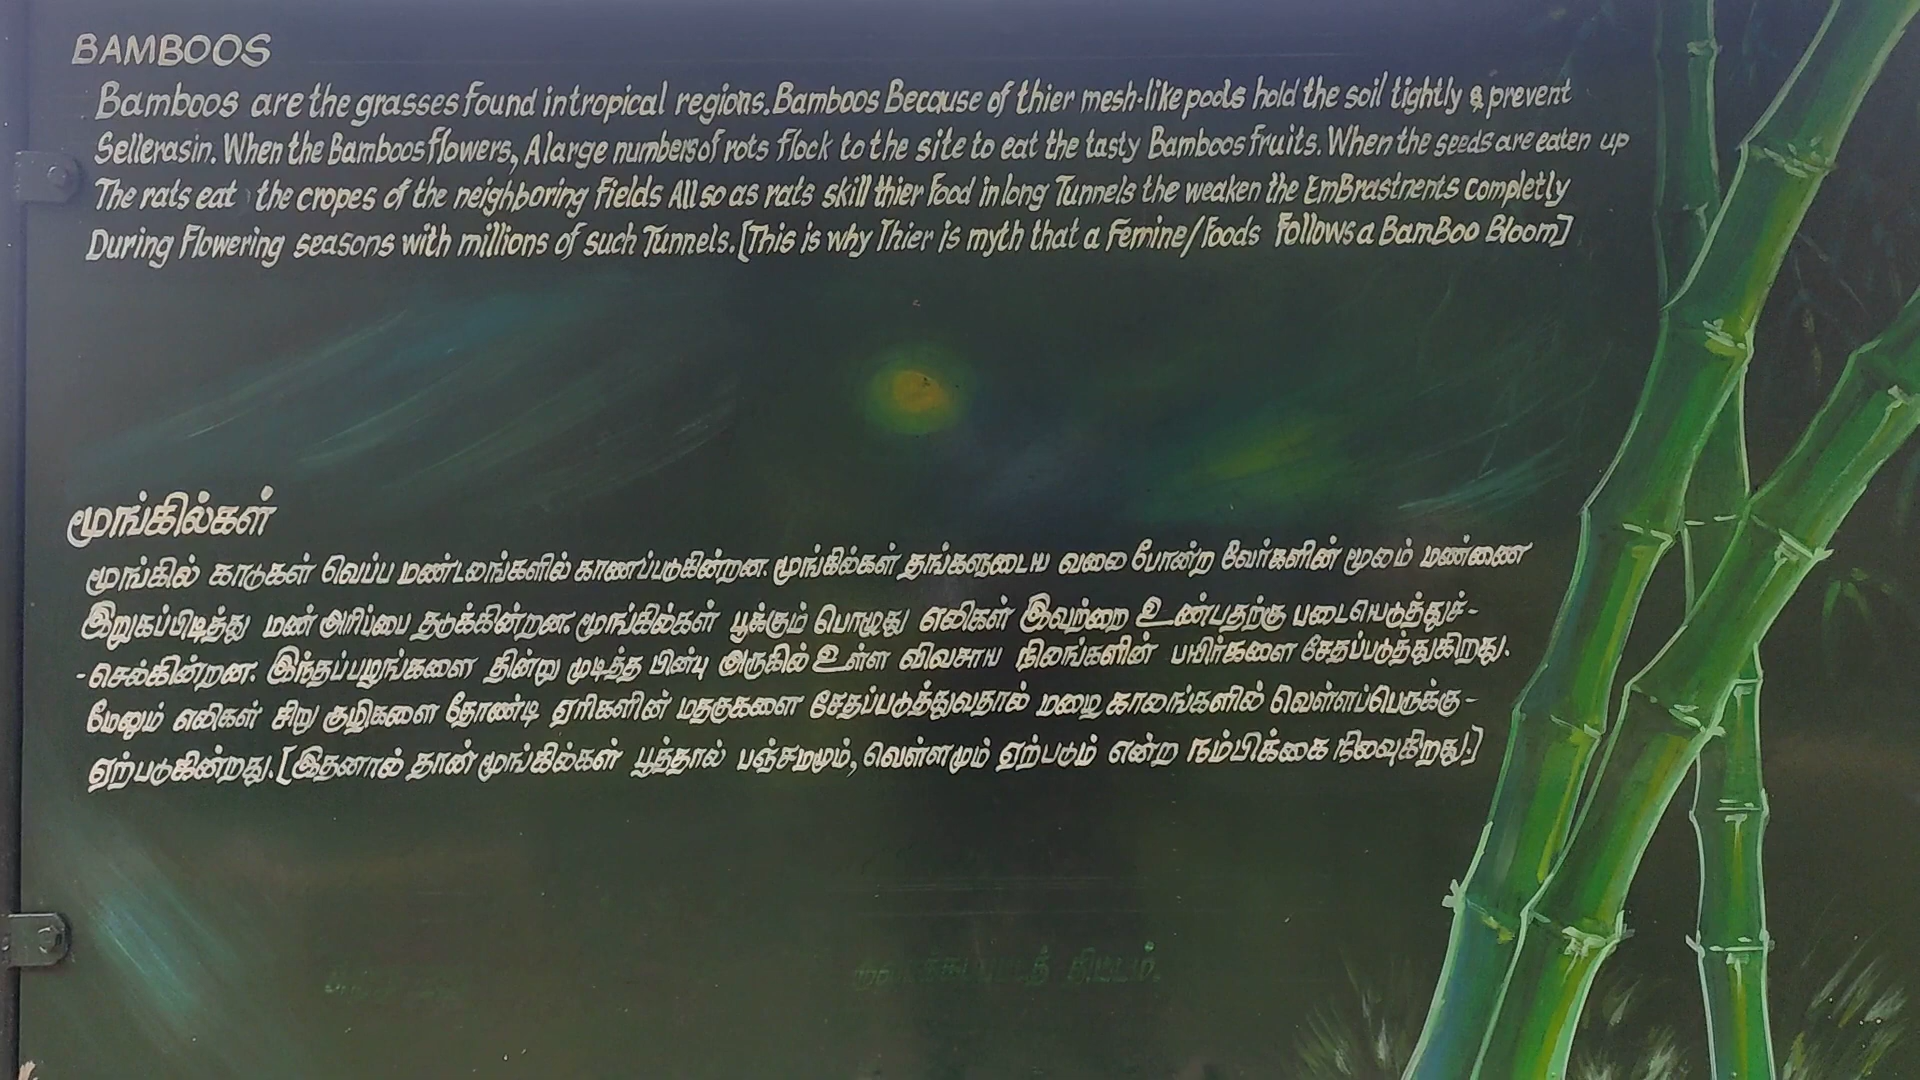 BAMBOOS
Bamboos are the grasses found intropical regions. Bamboos Because of thier mesh-like pools hold the soil tightly & prevent
Sellerasin. When the Bamboos flowers, A large numbers of rots flock to the site to eat the tasty Bamboos fruits. When the seeds are eaten up
The rats eat the cropes of the neighboring Fields All so as rats skill thier Food in long Tunnels the weaken the EmBrastnents completly
During Flowering seasons with millions of such Tunnels. [This is why Thier is myth that a Femine/Foods Follows a BamBoo Bloom]
மூங்கில்கள்
மூங்கில் காடுகள் வெப்ப மண்டலங்களில் காணப்படுகின்றன. மூங்கில்கள் தங்களுடைய வலை போன்ற வேர்களின் மூலம் மண்ணை
இறுகப்பிடித்து மண் அரிப்பை தடுக்கின்றன. மூங்கில்கள் பூக்கும் பொழுது எலிகள் இவற்றை உண்பதற்கு படையெடுத்துச்-
-செல்கின்றன. இந்தப்பழங்களை தின்று முடித்த பின்பு அருகில் உள்ள விவசாய நிலங்களின் பயிர்களை சேதப்படுத்துகிறது.
மேலும் எலிகள் சிறு குழிகளை தோண்டி ஏரிகளின் மதகுகளை சேதப்படுத்துவதால் மழை காலங்களில் வெள்ளப்பெருக்கு-
ஏற்படுகின்றது. [இதனால் தான் மூங்கில்கள் பூத்தால் பஞ்சமமும், வெள்ளமும் ஏற்படும் என்ற நம்பிக்கை நிலவுகிறது.]